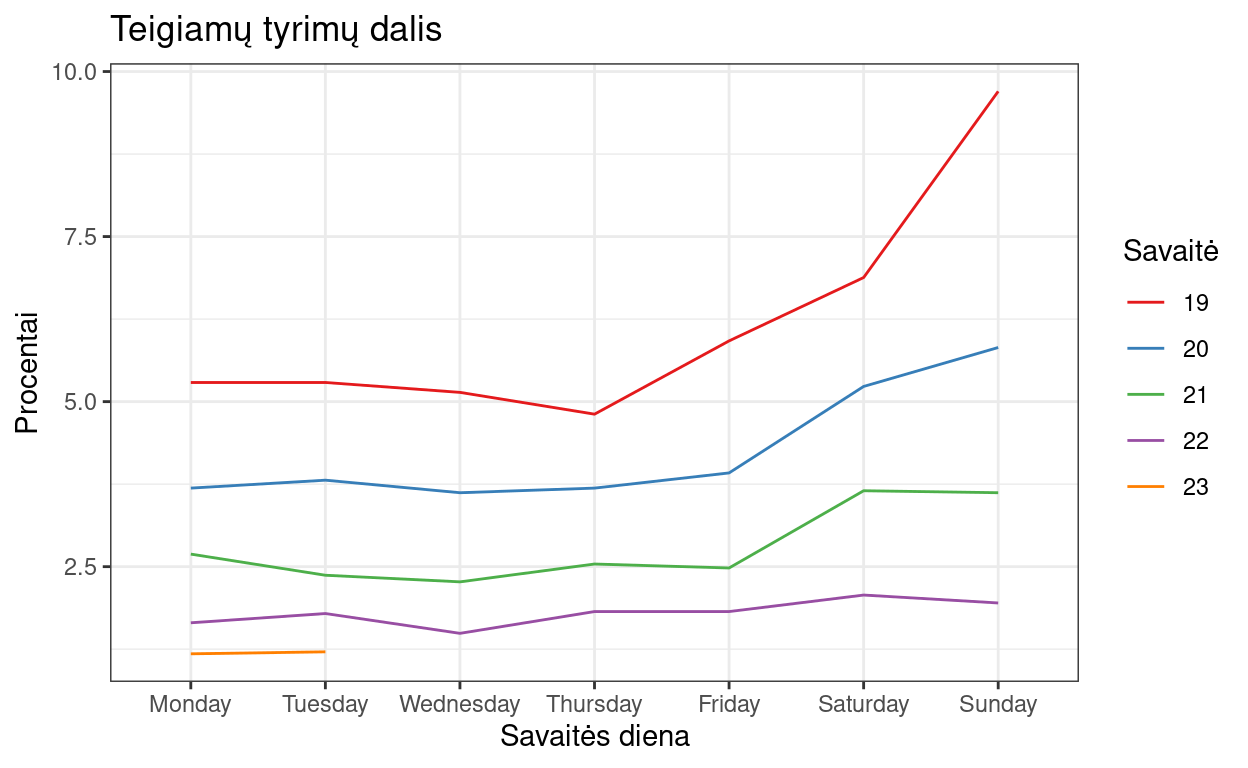 Teigiamų tyrimų dalis
10.0
7.5
5.0
2.5
Procentai
Monday Tuesday Wednesday Thursday Friday Saturday Sunday
Savaitės diena
Savaitė
19
20
21
22
23